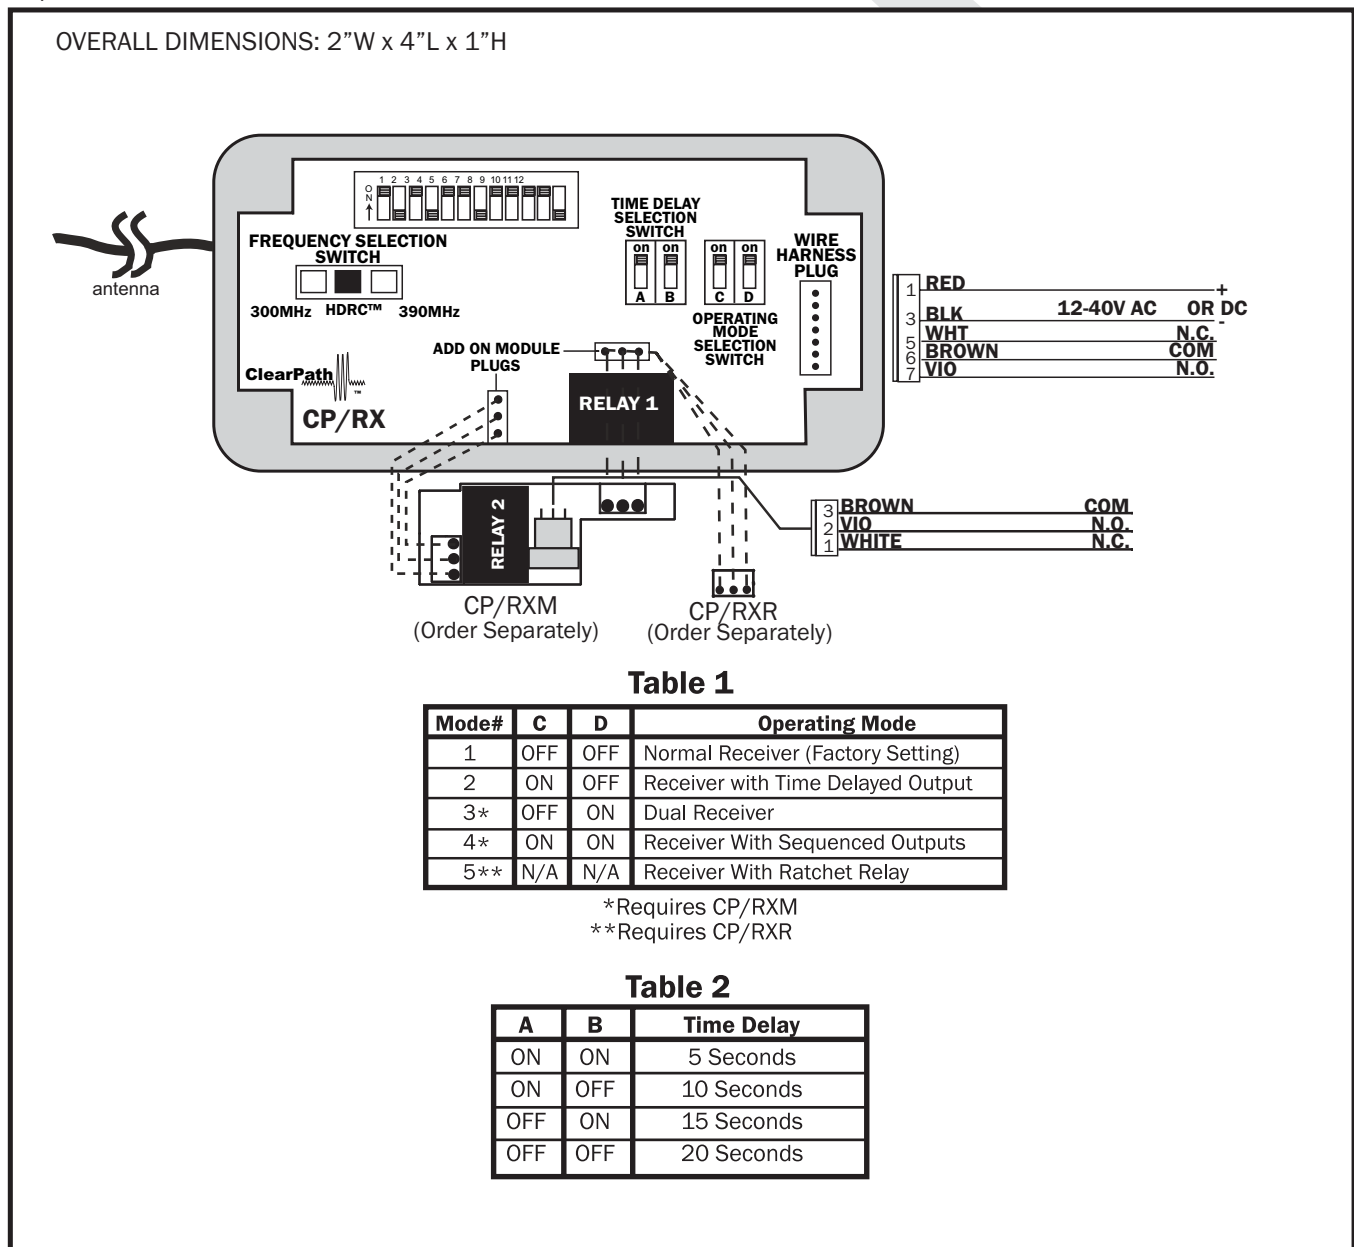 OVERALL DIMENSIONS: 2”W x 4”L x 1”H
1 2 3 4 5 6 7 8 9 10 11 12
ON
TIME DELAY
SELECTION
SWITCH
on on on on
A B C D
WIRE
HARNESS
PLUG
FREQUENCY SELECTION
SWITCH
300MHz HDRC™ 390MHz
antenna
OPERATING
MODE
SELECTION
SWITCH
ADD ON MODULE
PLUGS
ClearPath ™
CP/RX
RELAY 1
1 RED +
3 BLK 12-40V AC OR DC -
5 WHT N.C.
6 BROWN COM
7 VIO N.O.
RELAY 2
3 BROWN COM
2 VIO N.O.
1 WHITE N.C.
CP/RXM
(Order Separately)
CP/RXR
(Order Separately)
Table 1
Mode# C D Operating Mode
1 OFF OFF Normal Receiver (Factory Setting)
2 ON OFF Receiver with Time Delayed Output
3* OFF ON Dual Receiver
4* ON ON Receiver With Sequenced Outputs
5** N/A N/A Receiver With Ratchet Relay
*Requires CP/RXM
**Requires CP/RXR
Table 2
A B Time Delay
ON ON 5 Seconds
ON OFF 10 Seconds
OFF ON 15 Seconds
OFF OFF 20 Seconds